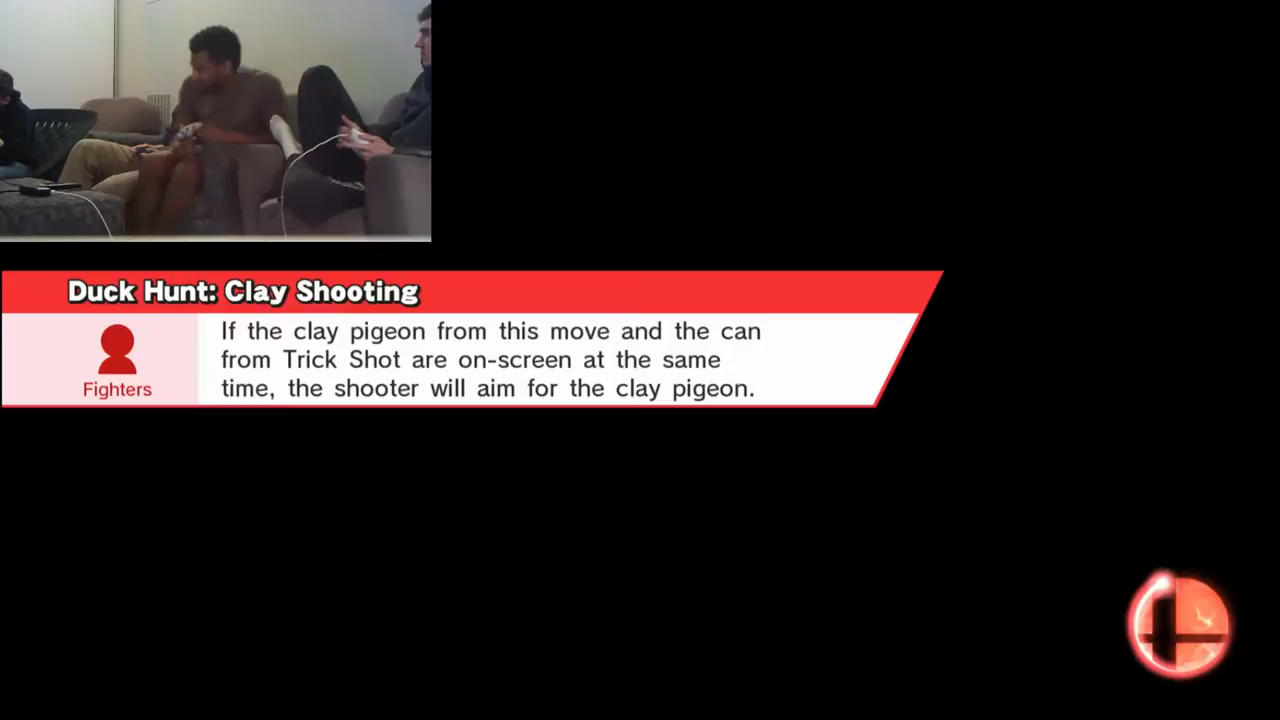 Duck Hunt: Clay Shooting
If the clay pigeon from this move and the can
from Trick Shot are on-screen at the same
time, the shooter will aim for the clay pigeon.
Fighters